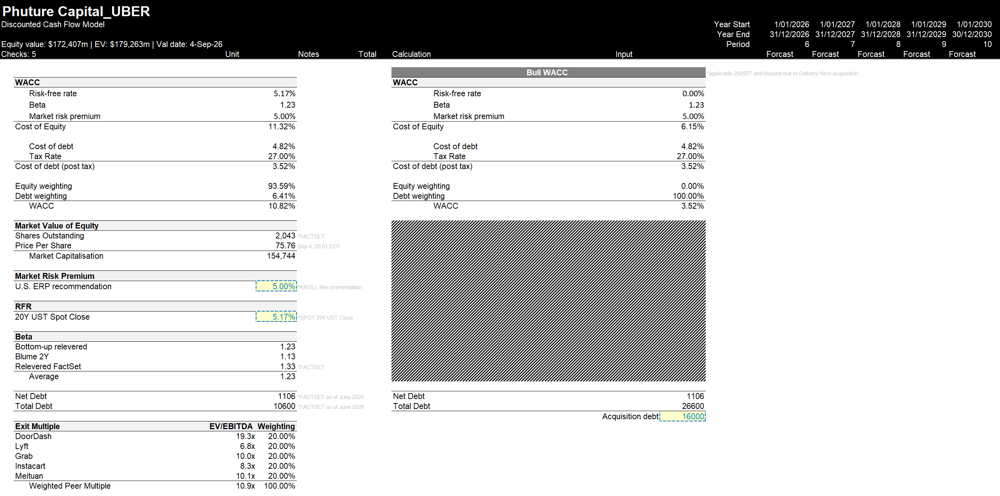 Phuture Capital_UBER
Discounted Cash Flow Model
Year Start 1/01/2026 1/01/2027 1/01/2028 1/01/2029 1/01/2030
Year End 31/12/2026 31/12/2027 31/12/2028 31/12/2029 30/12/2030
Equity value: $172,407m | EV: $179,263m | Val date: 4-Sep-26 Period 6 7 8 9 10
Checks: 5 Unit Notes Total Calculation Input Forcast Forcast Forcast Forcast Forcast
Bull WACC *applicable 2H2027 and beyond due to Delivery Hero acquisition
WACC WACC
Risk-free rate 5.17% Risk-free rate 0.00%
Beta 1.23 Beta 1.23
Market risk premium 5.00% Market risk premium 5.00%
Cost of Equity 11.32% Cost of Equity 6.15%
Cost of debt 4.82% Cost of debt 4.82%
Tax Rate 27.00% Tax Rate 27.00%
Cost of debt (post tax) 3.52% Cost of debt (post tax) 3.52%
Equity weighting 93.59% Equity weighting 0.00%
Debt weighting 6.41% Debt weighting 100.00%
WACC 10.82% WACC 3.52%
Market Value of Equity
Shares Outstanding 2,043 *FACTSET
Price Per Share 75.76 Sep 4, 20:01 EDT
Market Capitalisation 154,744
Market Risk Premium
U.S. ERP recommendation 5.00% *KROLL Recommendation
RFR
20Y UST Spot Close 5.17% *SPOT 20Y UST Close
Beta
Bottom-up relevered 1.23
Blume 2Y 1.13
Relevered FactSet 1.33 *FACTSET
Average 1.23
Net Debt 1106 *FACTSET as of June 2026 Net Debt 1106
Total Debt 10600 *FACTSET as of June 2026 Total Debt 26600
Acquisition debt 16000
Exit Multiple EV/EBITDA Weighting
DoorDash 19.3x 20.00%
Lyft 6.8x 20.00%
Grab 10.0x 20.00%
Instacart 8.3x 20.00%
Meituan 10.1x 20.00%
Weighted Peer Multiple 10.9x 100.00%